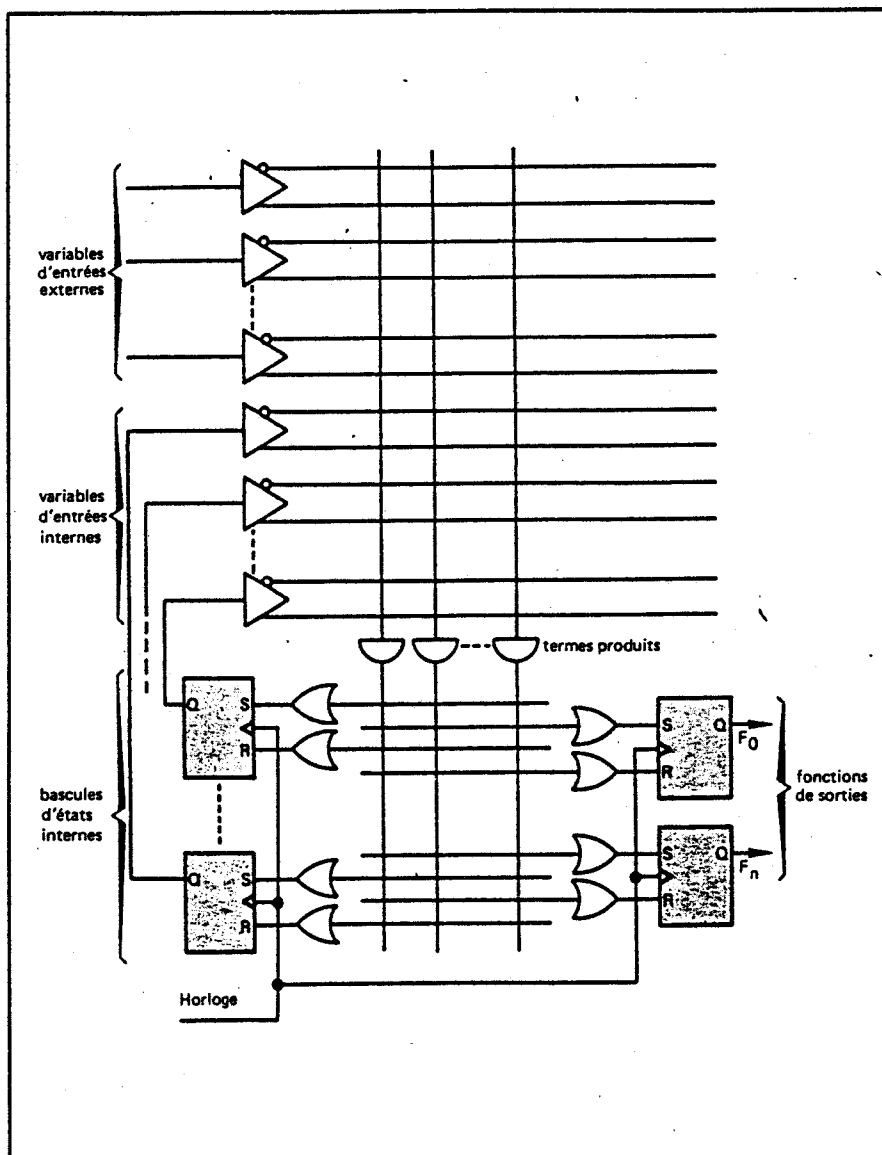 variables
d'entrées
externes
variables
d'entrées
internes
termes produits
Q
S
R
S
Q
R
F0
bascules
d'états
internes
fonctions
de sorties
Q
S
R
S
Q
R
Fn
Horloge